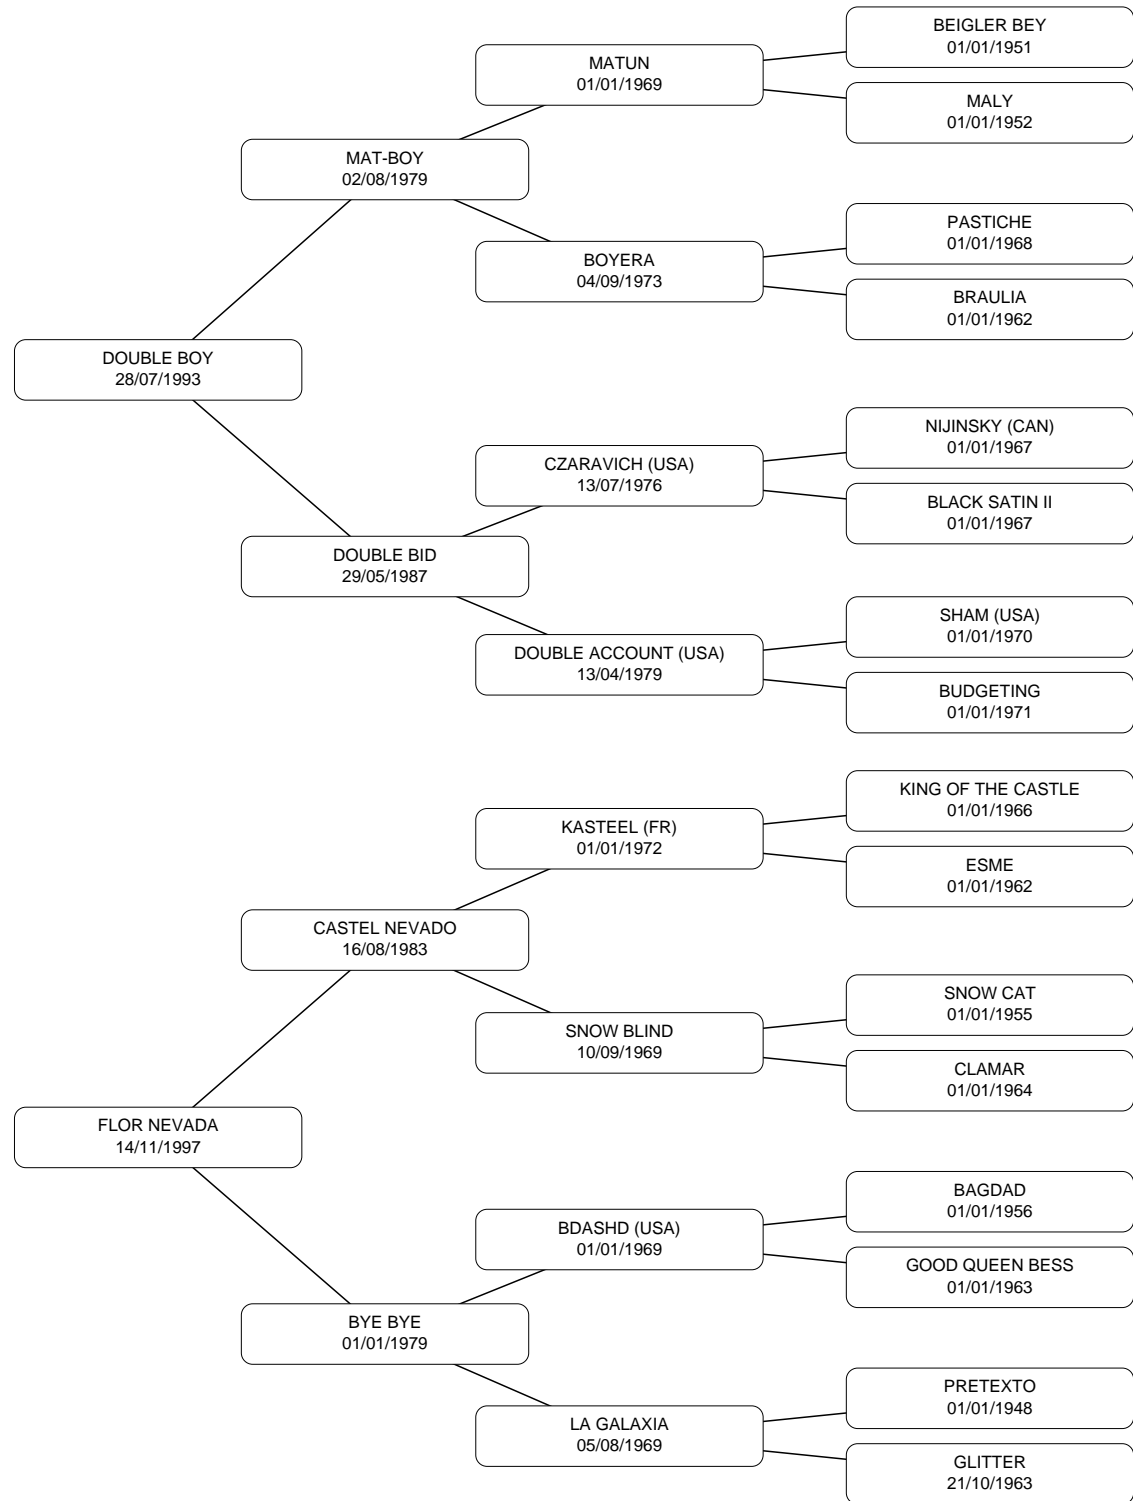 BEIGLER BEY
01/01/1951
MATUN
01/01/1969
MALY
01/01/1952
MAT-BOY
02/08/1979
PASTICHE
01/01/1968
BOYERA
04/09/1973
BRAULIA
01/01/1962
DOUBLE BOY
28/07/1993
NIJINSKY (CAN)
01/01/1967
CZARAVICH (USA)
13/07/1976
BLACK SATIN II
01/01/1967
DOUBLE BID
29/05/1987
SHAM (USA)
01/01/1970
DOUBLE ACCOUNT (USA)
13/04/1979
BUDGETING
01/01/1971
KING OF THE CASTLE
01/01/1966
KASTEEL (FR)
01/01/1972
ESME
01/01/1962
CASTEL NEVADO
16/08/1983
SNOW CAT
01/01/1955
SNOW BLIND
10/09/1969
CLAMAR
01/01/1964
FLOR NEVADA
14/11/1997
BAGDAD
01/01/1956
BDASHD (USA)
01/01/1969
GOOD QUEEN BESS
01/01/1963
BYE BYE
01/01/1979
PRETEXTO
01/01/1948
LA GALAXIA
05/08/1969
GLITTER
21/10/1963